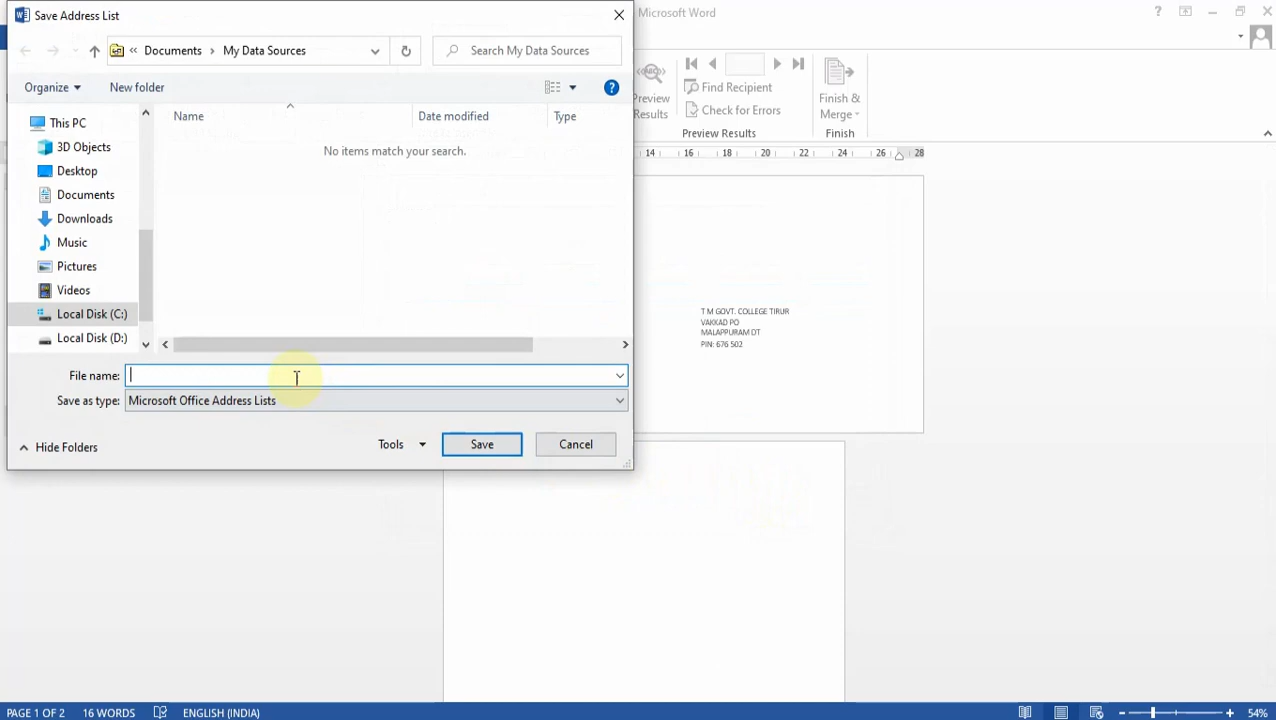 Save Address List
Microsoft Word
?
« Documents › My Data Sources
Search My Data Sources
Organize
New folder
?
Name
Date modified
Type
No items match your search.
This PC
3D Objects
Desktop
Documents
Downloads
Music
Pictures
Videos
Local Disk (C:)
Local Disk (D:)
File name:
Save as type: Microsoft Office Address Lists
Hide Folders
Tools
Save
Cancel
ABC
Preview
Results
Find Recipient
Check for Errors
Preview Results
Finish &
Merge
Finish
14 16 18 20 22 24 26 28
T M GOVT. COLLEGE TIRUR
VAKKAD PO
MALAPPURAM DT
PIN: 676 502
PAGE 1 OF 2 16 WORDS ENGLISH (INDIA) 54%